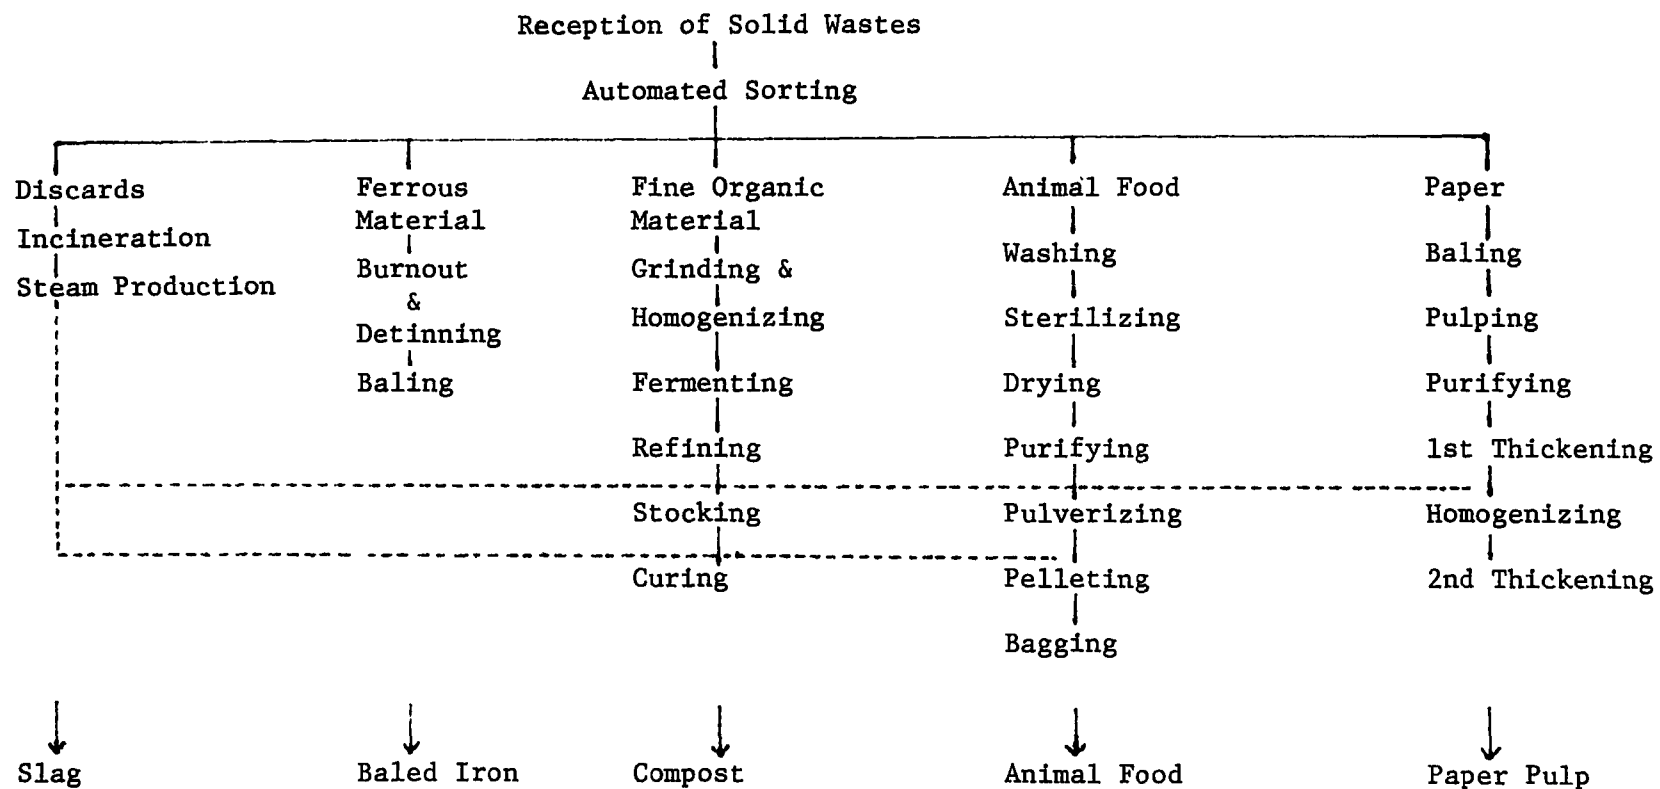 Reception of Solid Wastes
Automated Sorting
Discards
Incineration
Steam Production
Slag
Ferrous
Material
Burnout
&
Detinning
Baling
Baled Iron
Fine Organic
Material
Grinding &
Homogenizing
Fermenting
Refining
Stocking
Curing
Compost
Animal Food
Washing
Sterilizing
Drying
Purifying
Pulverizing
Pelleting
Bagging
Animal Food
Paper
Baling
Pulping
Purifying
1st Thickening
Homogenizing
2nd Thickening
Paper Pulp